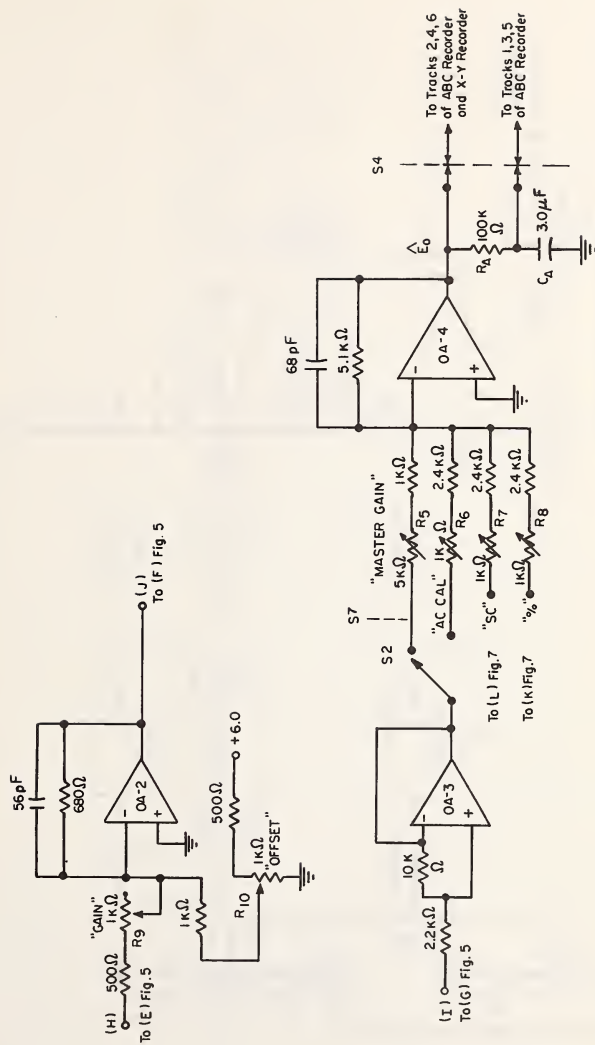 56pF
680Ω
"GAIN"
1KΩ
500Ω
R9
(H)
To (E) Fig. 5
-
+
OA-2
(J)
To (F) Fig. 5
1KΩ
500Ω
+6.0
1KΩ
"OFFSET"
R10
(I)
To (G) Fig. 5
2.2KΩ
10K
Ω
-
+
OA-3
S2
S7
"MASTER GAIN"
5KΩ
R5
1KΩ
"AC CAL"
1KΩ
R6
2.4KΩ
"SC"
1KΩ
R7
2.4KΩ
"%"
1KΩ
R8
2.4KΩ
To (L) Fig. 7
To (K) Fig. 7
68pF
5.1KΩ
-
+
OA-4
Êo
100K
Ω
RΔ
3.0μF
CΔ
S4
To Tracks 2,4,6
of ABC Recorder
and X-Y Recorder
To Tracks 1,3,5
of ABC Recorder